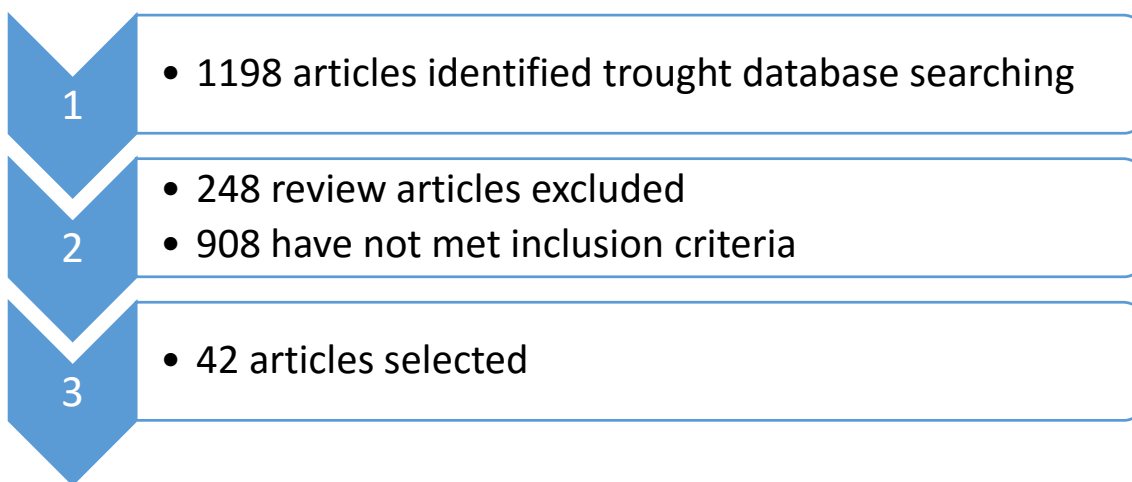 1
• 1198 articles identified trought database searching
2
• 248 review articles excluded
• 908 have not met inclusion criteria
3
• 42 articles selected